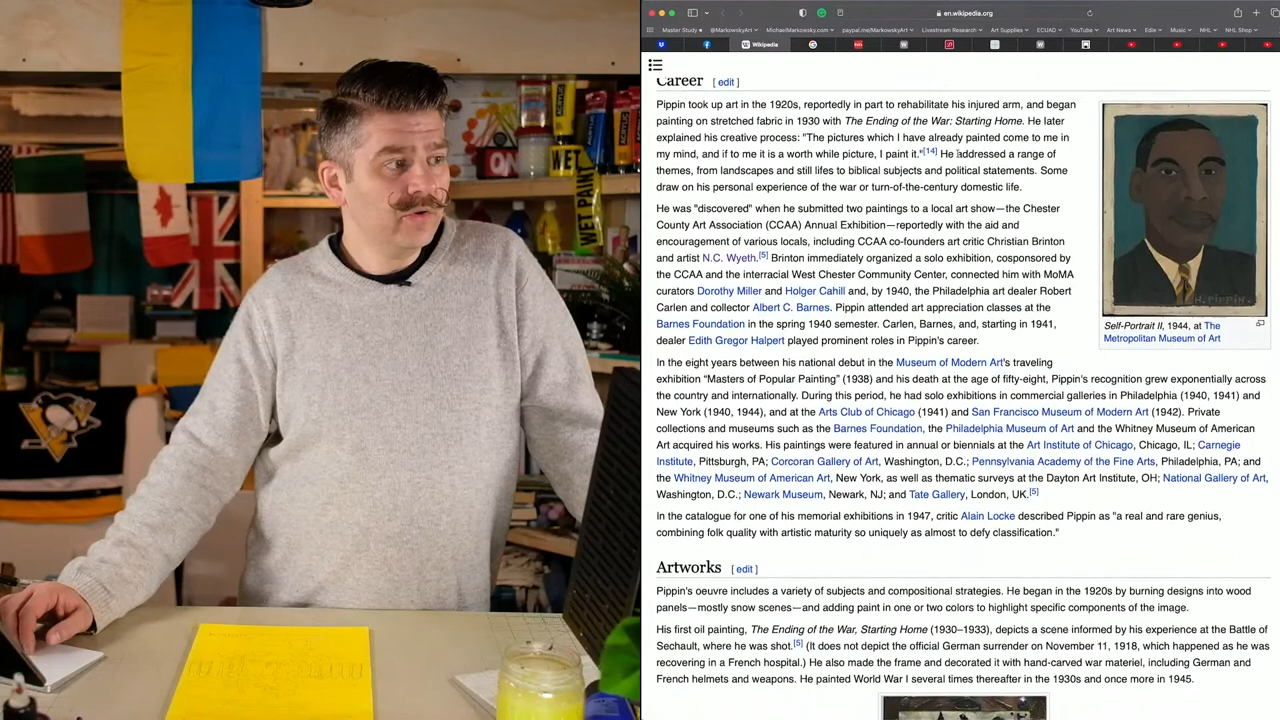 WET
WET PAINT
ACRYLIC
en.wikipedia.org
Master Study
@MarkowskyArt
MichaelMarkowsky.com
paypal.me/MarkowskyArt
Livestream Research
Art Supplies
ECUAD
YouTube
Art News
Edie
Music
NHL
NHL Shop
Wikipedia
Career [ edit ]
Pippin took up art in the 1920s, reportedly in part to rehabilitate his injured arm, and began
painting on stretched fabric in 1930 with The Ending of the War: Starting Home. He later
explained his creative process: "The pictures which I have already painted come to me in
my mind, and if to me it is a worth while picture, I paint it."[14] He addressed a range of
themes, from landscapes and still lifes to biblical subjects and political statements. Some
draw on his personal experience of the war or turn-of-the-century domestic life.
He was "discovered" when he submitted two paintings to a local art show—the Chester
County Art Association (CCAA) Annual Exhibition—reportedly with the aid and
encouragement of various locals, including CCAA co-founders art critic Christian Brinton
and artist N.C. Wyeth.[5] Brinton immediately organized a solo exhibition, cosponsored by
the CCAA and the interracial West Chester Community Center, connected him with MoMA
curators Dorothy Miller and Holger Cahill and, by 1940, the Philadelphia art dealer Robert
Carlen and collector Albert C. Barnes. Pippin attended art appreciation classes at the
Barnes Foundation in the spring 1940 semester. Carlen, Barnes, and, starting in 1941,
dealer Edith Gregor Halpert played prominent roles in Pippin's career.
H. PIPPIN.
Self-Portrait II, 1944, at The
Metropolitan Museum of Art
In the eight years between his national debut in the Museum of Modern Art's traveling
exhibition “Masters of Popular Painting” (1938) and his death at the age of fifty-eight, Pippin's recognition grew exponentially across
the country and internationally. During this period, he had solo exhibitions in commercial galleries in Philadelphia (1940, 1941) and
New York (1940, 1944), and at the Arts Club of Chicago (1941) and San Francisco Museum of Modern Art (1942). Private
collections and museums such as the Barnes Foundation, the Philadelphia Museum of Art and the Whitney Museum of American
Art acquired his works. His paintings were featured in annual or biennials at the Art Institute of Chicago, Chicago, IL; Carnegie
Institute, Pittsburgh, PA; Corcoran Gallery of Art, Washington, D.C.; Pennsylvania Academy of the Fine Arts, Philadelphia, PA; and
the Whitney Museum of American Art, New York, as well as thematic surveys at the Dayton Art Institute, OH; National Gallery of Art,
Washington, D.C.; Newark Museum, Newark, NJ; and Tate Gallery, London, UK.[5]
In the catalogue for one of his memorial exhibitions in 1947, critic Alain Locke described Pippin as "a real and rare genius,
combining folk quality with artistic maturity so uniquely as almost to defy classification."
Artworks [ edit ]
Pippin's oeuvre includes a variety of subjects and compositional strategies. He began in the 1920s by burning designs into wood
panels—mostly snow scenes—and adding paint in one or two colors to highlight specific components of the image.
His first oil painting, The Ending of the War, Starting Home (1930–1933), depicts a scene informed by his experience at the Battle of
Sechault, where he was shot.[5] (It does not depict the official German surrender on November 11, 1918, which happened as he was
recovering in a French hospital.) He also made the frame and decorated it with hand-carved war materiel, including German and
French helmets and weapons. He painted World War I several times thereafter in the 1930s and once more in 1945.